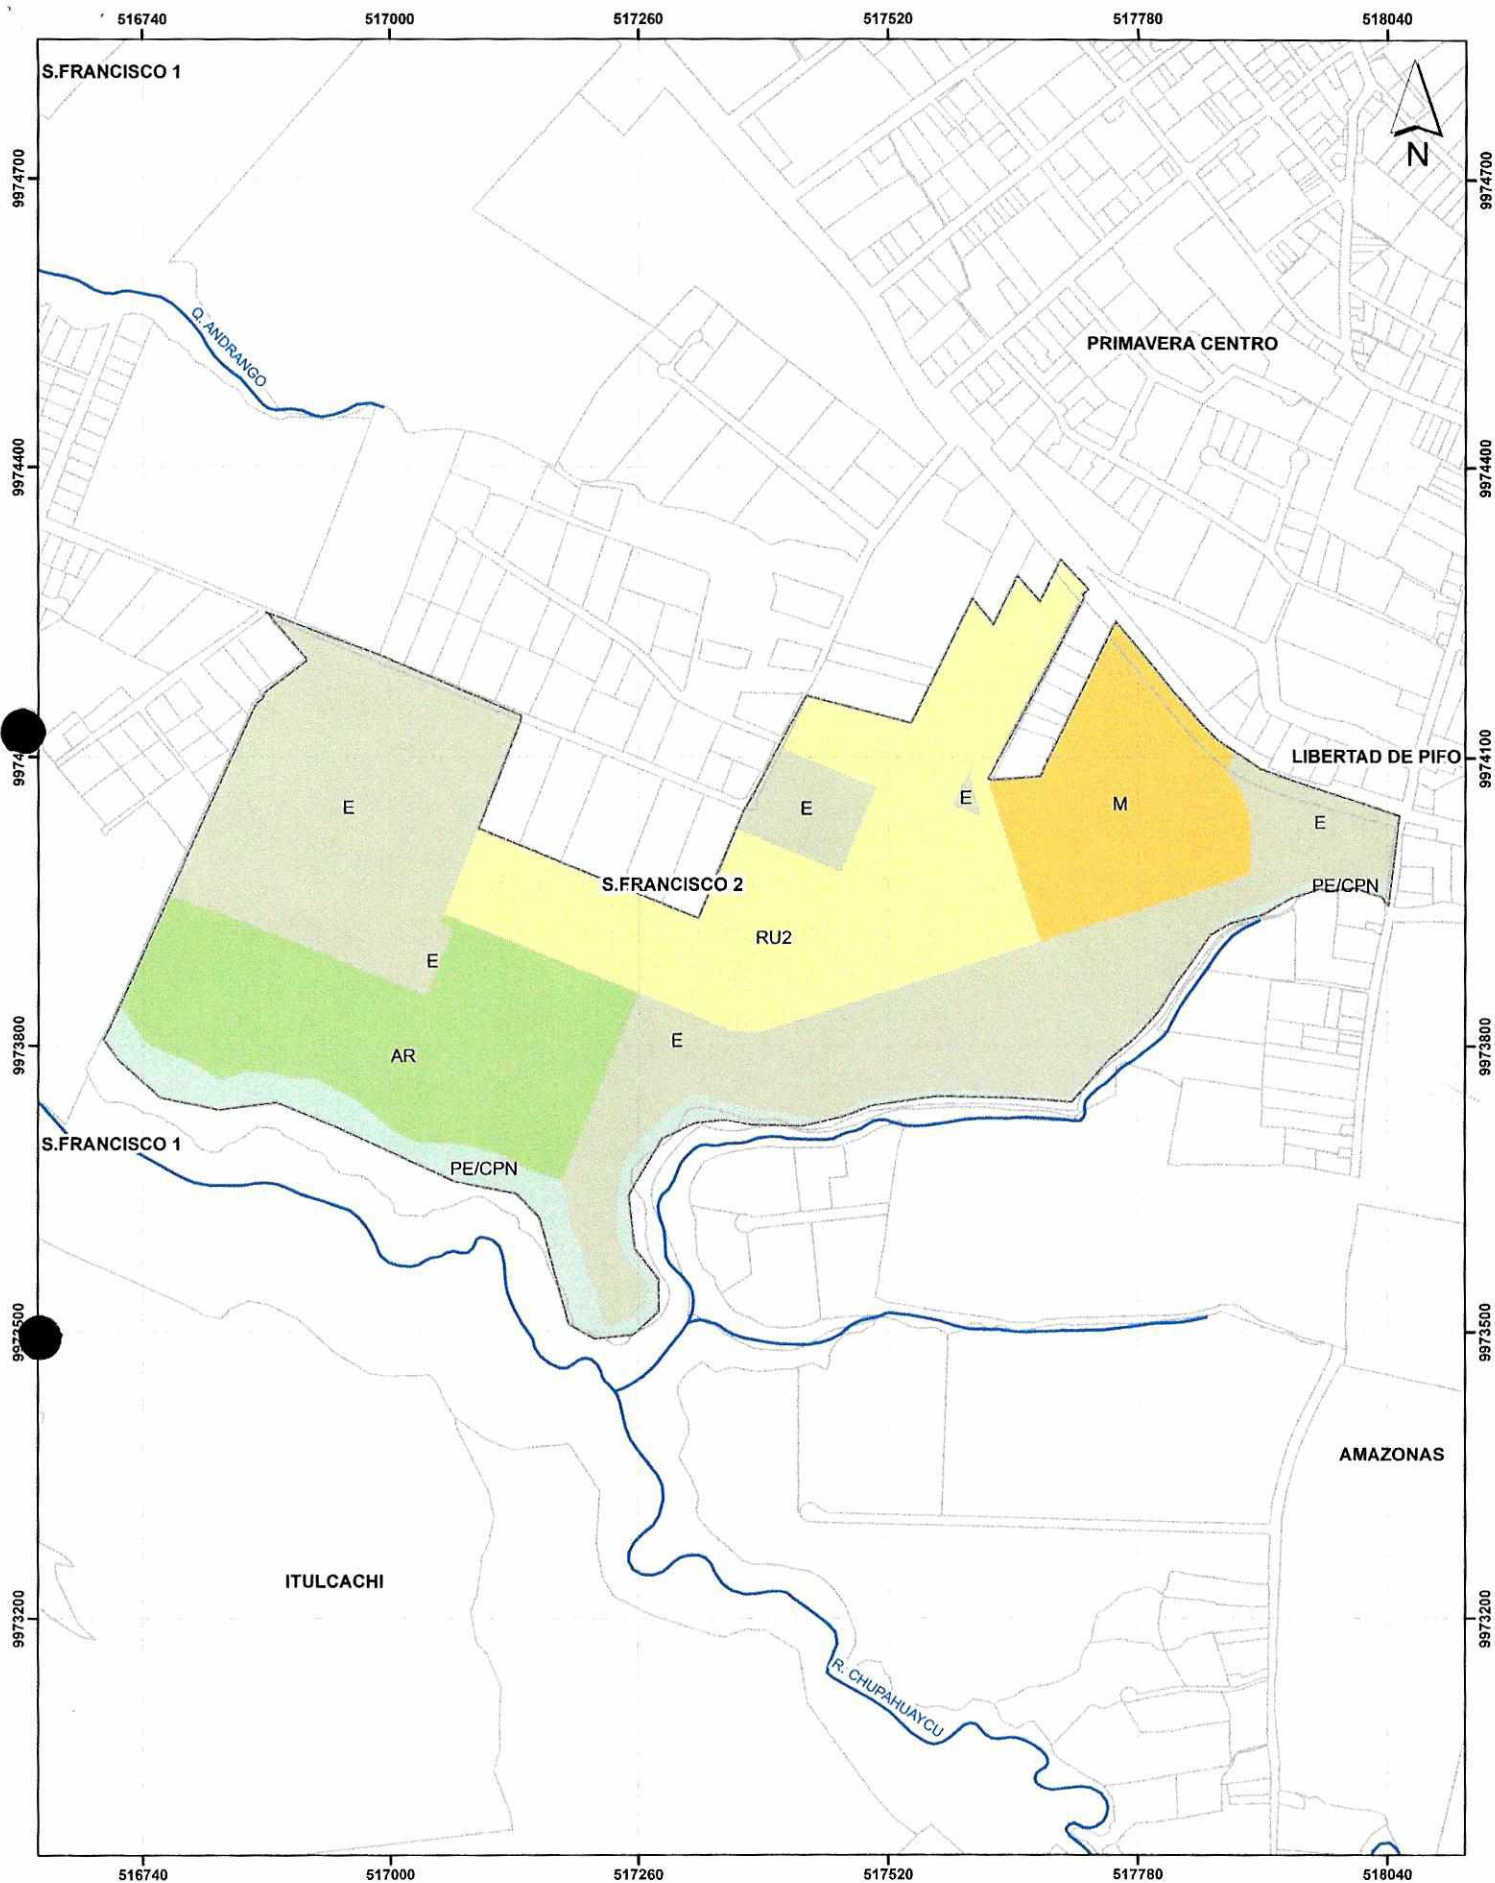 516740 517000 517260 517520 517780 518040
S.FRANCISCO 1
N
9974700 9974700
Q. ANDRANGO
PRIMAVERA CENTRO
9974400 9974400
LIBERTAD DE PIFO
9974100
E
E
E
M
E
S.FRANCISCO 2
PE/CPN
RU2
E
E
AR
9973800 9973800
S.FRANCISCO 1
PE/CPN
9973500
AMAZONAS
ITULCACHI
9973200 9973200
R. CHUPAHUAYCU
516740 517000 517260 517520 517780 518040